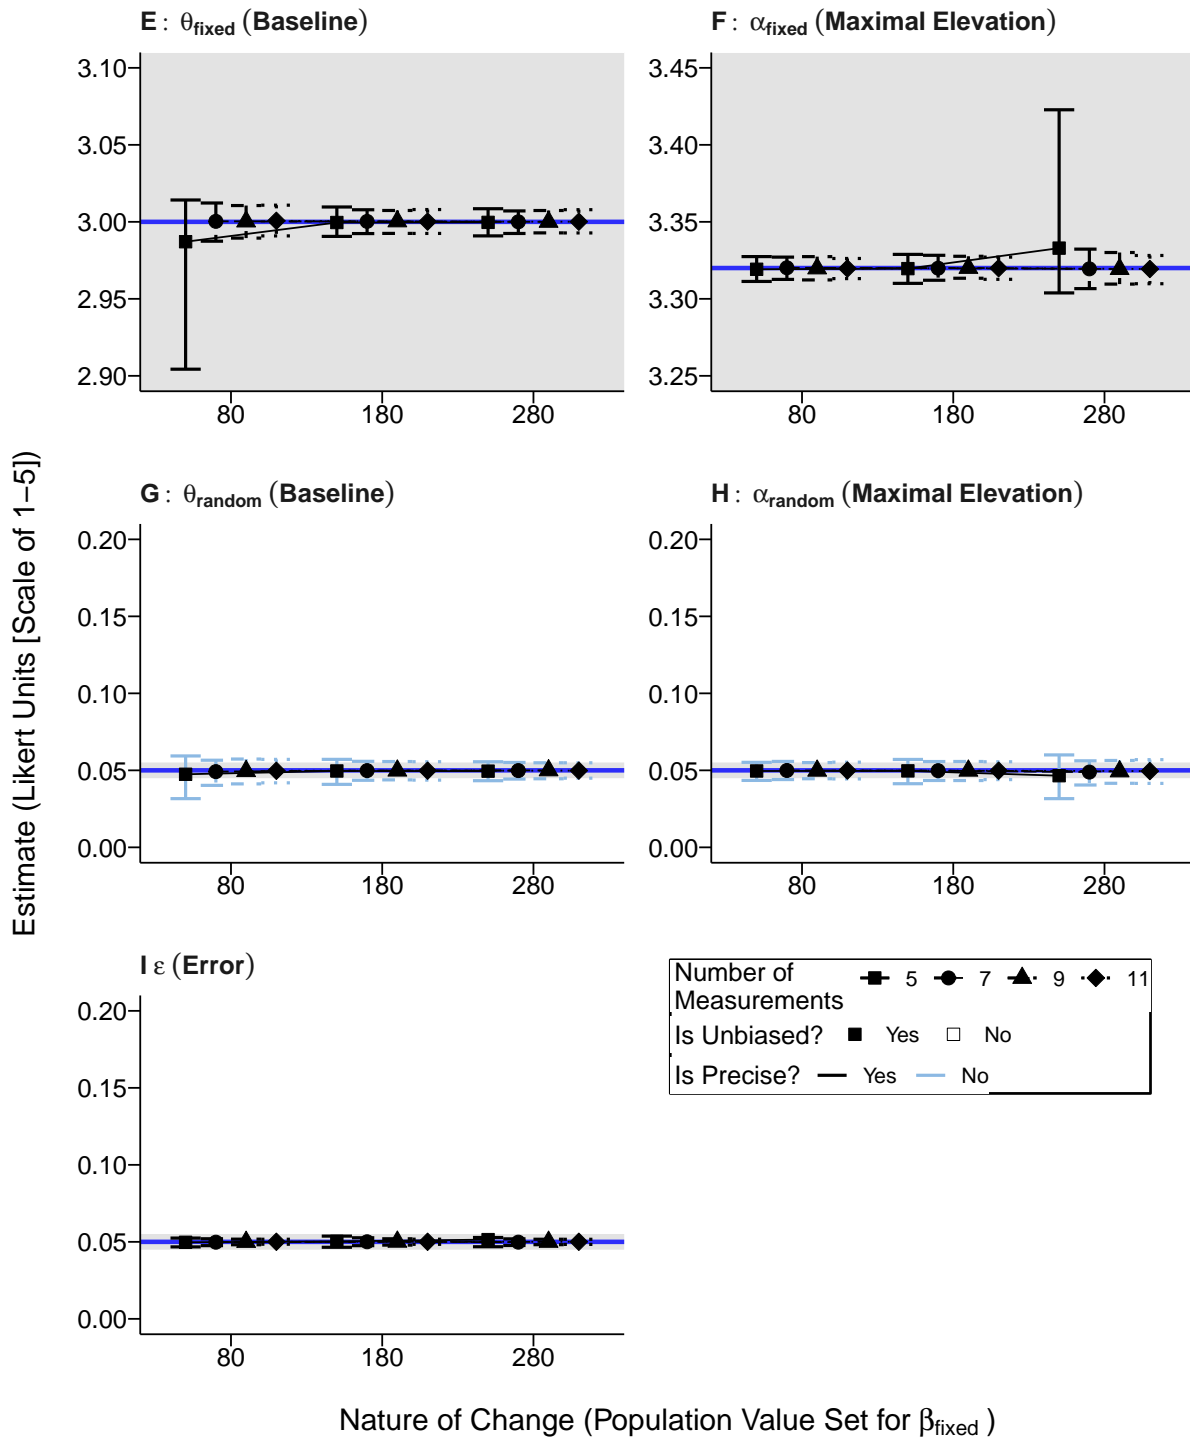 E : θfixed (Baseline)
3.10
3.05
3.00
2.95
2.90
80 180 280
F : αfixed (Maximal Elevation)
3.45
3.40
3.35
3.30
3.25
80 180 280
Estimate (Likert Units [Scale of 1−5])
G : θrandom (Baseline)
0.20
0.15
0.10
0.05
0.00
80 180 280
H : αrandom (Maximal Elevation)
0.20
0.15
0.10
0.05
0.00
80 180 280
I ε (Error)
0.20
0.15
0.10
0.05
0.00
80 180 280
Number of
Measurements 5 7 9 11
Is Unbiased? Yes No
Is Precise? Yes No
Nature of Change (Population Value Set for βfixed )